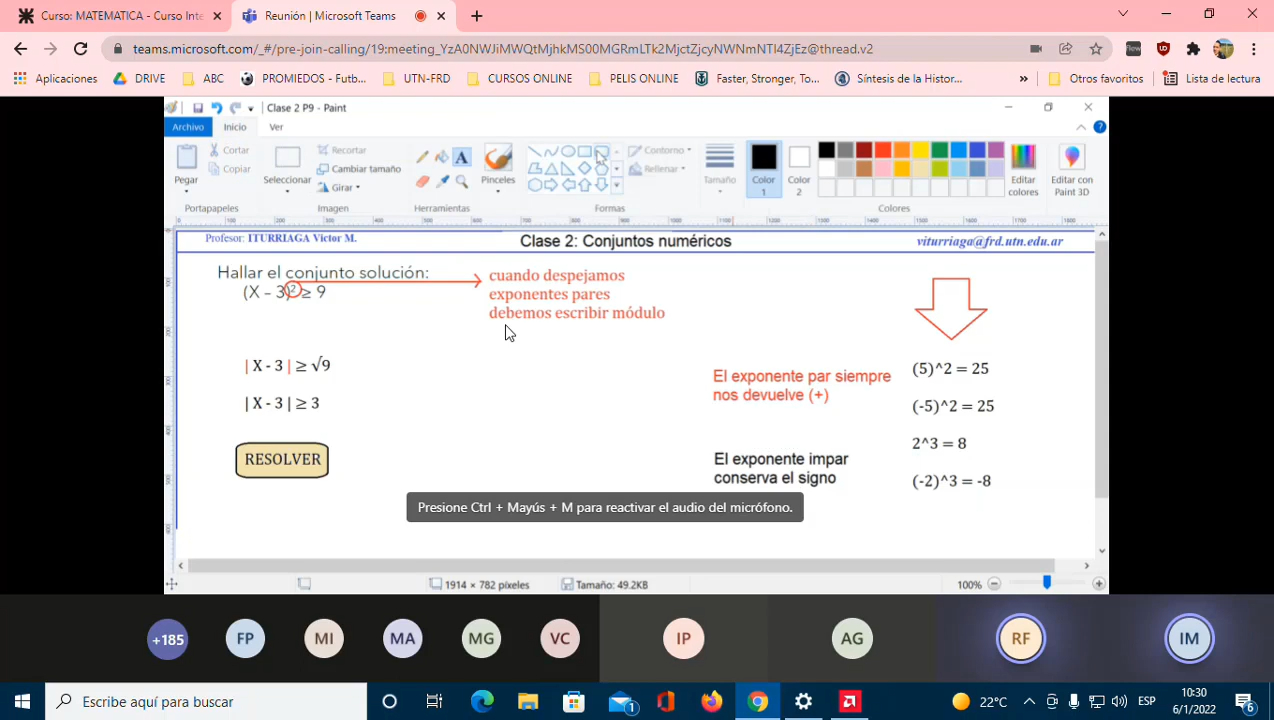 Curso: MATEMATICA - Curso Inte
Reunión | Microsoft Teams
teams.microsoft.com/_#/pre-join-calling/19:meeting_YzA0NWJiMWQtMjhkMS00MGRmLTk2MjctZjcyNWNmNTI4ZjEz@thread.v2
Aplicaciones
DRIVE
ABC
PROMIEDOS - Futb...
UTN-FRD
CURSOS ONLINE
PELIS ONLINE
Faster, Stronger, To...
Síntesis de la Histor...
»
Otros favoritos
Lista de lectura
Clase 2 P9 - Paint
Archivo
Inicio
Ver
Pegar
Cortar
Copiar
Portapapeles
Seleccionar
Recortar
Cambiar tamaño
Girar
Imagen
Herramientas
Pinceles
Contorno
Rellenar
Formas
Tamaño
Color
1
Color
2
Editar
colores
Editar con
Paint 3D
Colores
Profesor: ITURRIAGA Victor M.
Clase 2: Conjuntos numéricos
viturriaga@frd.utn.edu.ar
Hallar el conjunto solución:
(X – 3)² ≥ 9
cuando despejamos
exponentes pares
debemos escribir módulo
| X - 3 | ≥ √9
| X - 3 | ≥ 3
RESOLVER
El exponente par siempre
nos devuelve (+)
El exponente impar
conserva el signo
(5)^2 = 25
(-5)^2 = 25
2^3 = 8
(-2)^3 = -8
Presione Ctrl + Mayús + M para reactivar el audio del micrófono.
1914 × 782 píxeles
Tamaño: 49.2KB
100%
+185
FP
MI
MA
MG
VC
IP
AG
RF
IM
Escribe aquí para buscar
22°C
ESP
10:30
6/1/2022